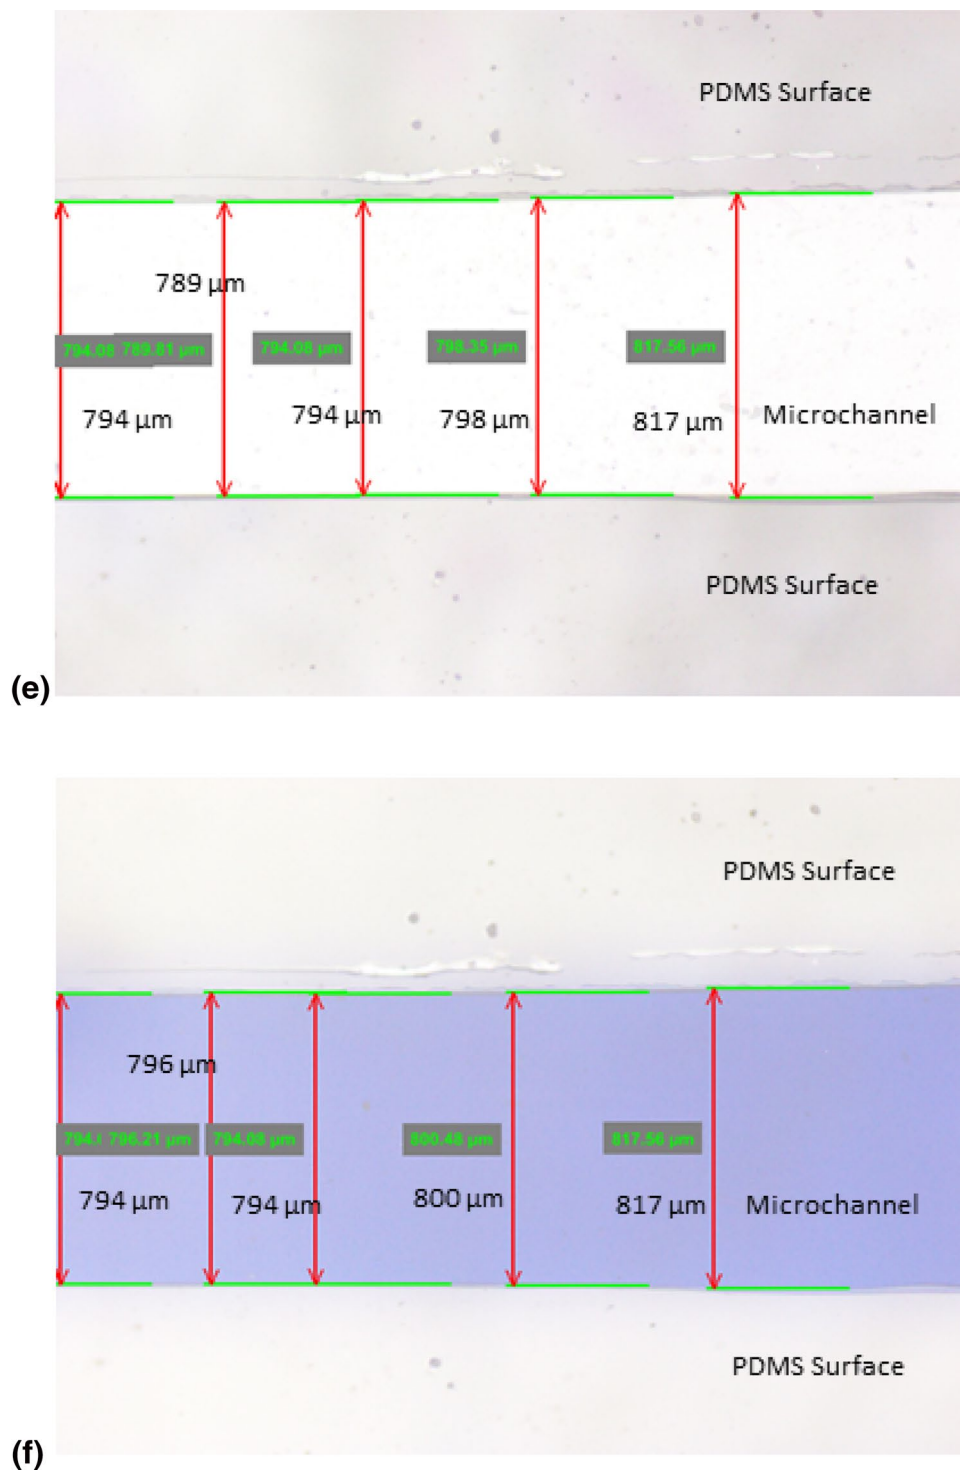 PDMS Surface
789 μm
794.08 789.81 μm
794.08 μm
798.35 μm
817.56 μm
794 μm
794 μm
798 μm
817 μm
Microchannel
PDMS Surface
(e)
PDMS Surface
796 μm
796.21 μm
794.08 μm
800.48 μm
817.56 μm
794 μm
794 μm
800 μm
817 μm
Microchannel
PDMS Surface
(f)